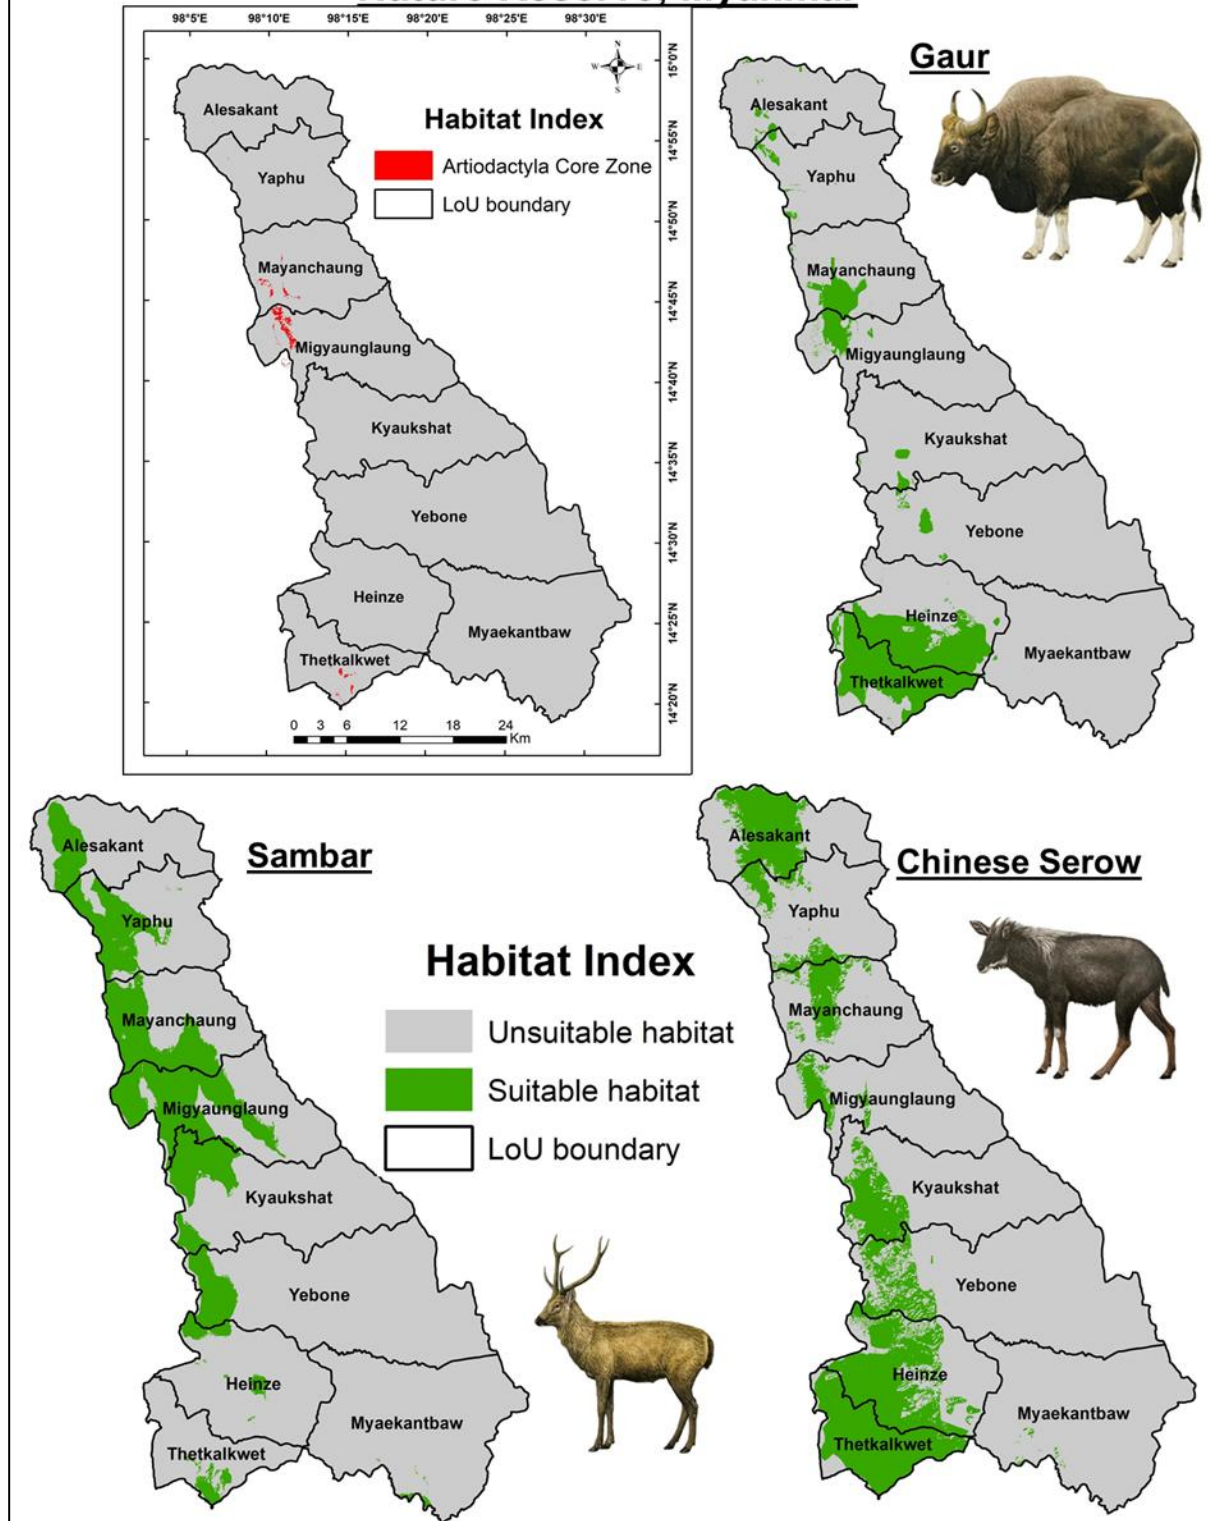 98°5'E 98°10'E 98°15'E 98°20'E 98°25'E 98°30'E
N
W E
S
Habitat Index
Artiodactyla Core Zone
LoU boundary
Alesakant
Yaphu
Mayanchaung
Migyaunglaung
Kyaukshat
Yebone
Heinze
Myaekantbaw
Thetkalkwet
15°0'N
14°55'N
14°50'N
14°45'N
14°40'N
14°35'N
14°30'N
14°25'N
14°20'N
0 3 6 12 18 24
Km
Gaur
Alesakant
Yaphu
Mayanchaung
Migyaunglaung
Kyaukshat
Yebone
Heinze
Myaekantbaw
Thetkalkwet
Sambar
Alesakant
Yaphu
Mayanchaung
Migyaunglaung
Kyaukshat
Yebone
Heinze
Myaekantbaw
Thetkalkwet
Habitat Index
Unsuitable habitat
Suitable habitat
LoU boundary
Chinese Serow
Alesakant
Yaphu
Mayanchaung
Migyaunglaung
Kyaukshat
Yebone
Heinze
Myaekantbaw
Thetkalkwet